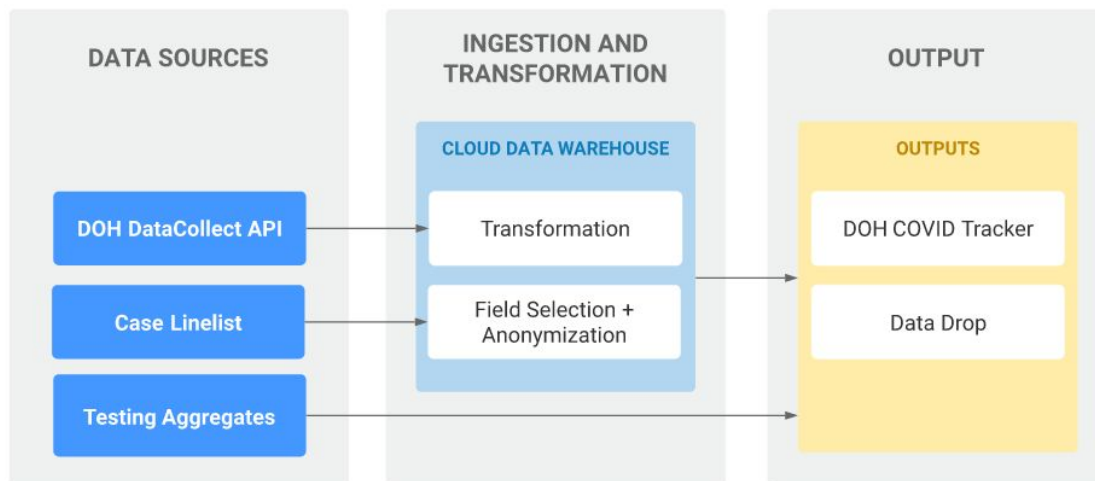 DATA SOURCES
DOH DataCollect API
Case Linelist
Testing Aggregates
INGESTION AND
TRANSFORMATION
CLOUD DATA WAREHOUSE
Transformation
Field Selection +
Anonymization
OUTPUT
OUTPUTS
DOH COVID Tracker
Data Drop